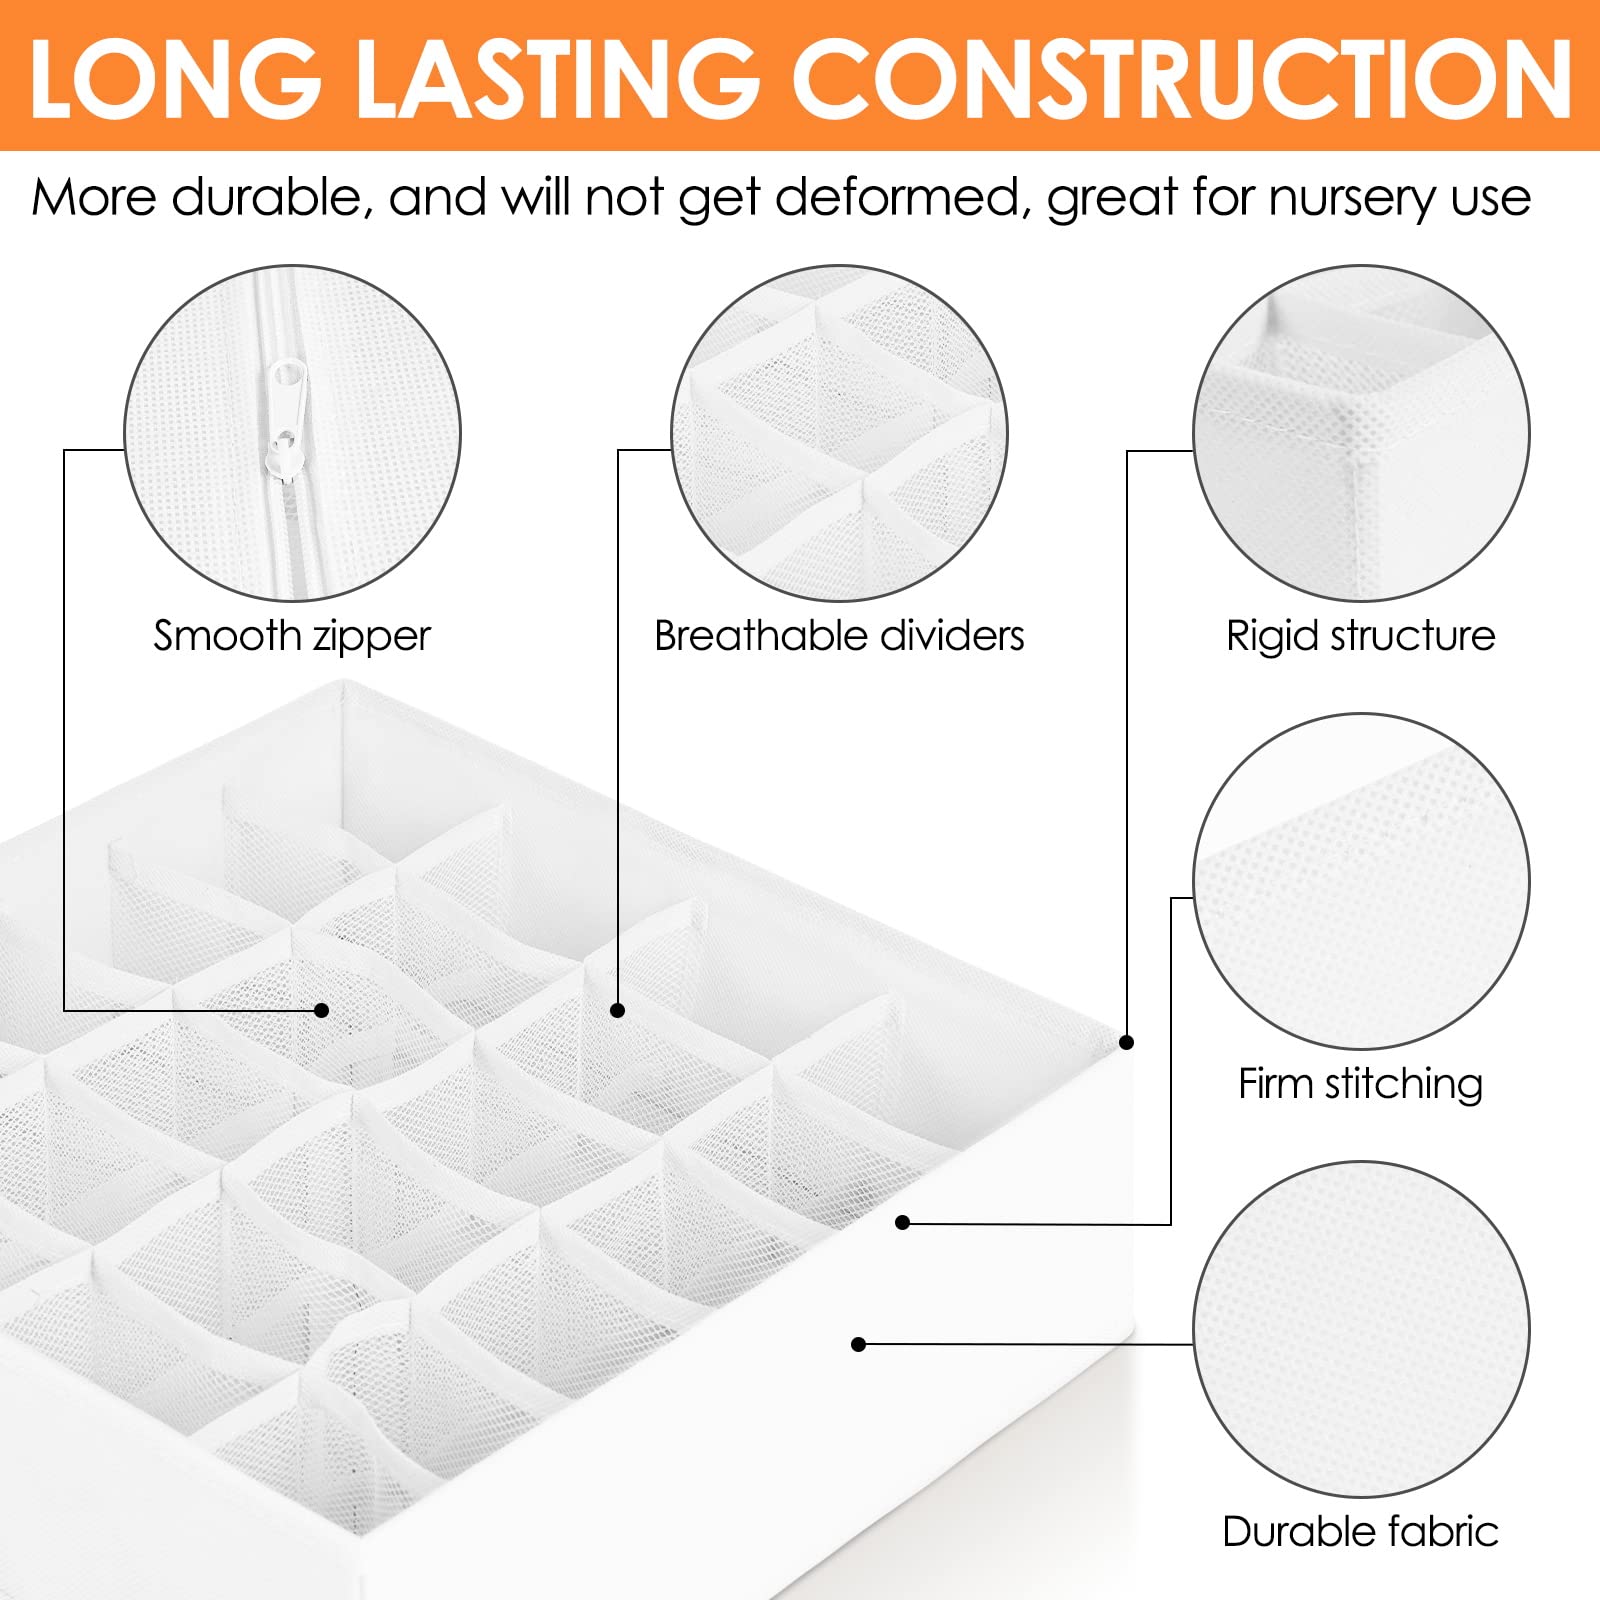 LONG LASTING CONSTRUCTION
More durable, and will not get deformed, great for nursery use
Smooth zipper
Breathable dividers
Rigid structure
Firm stitching
Durable fabric